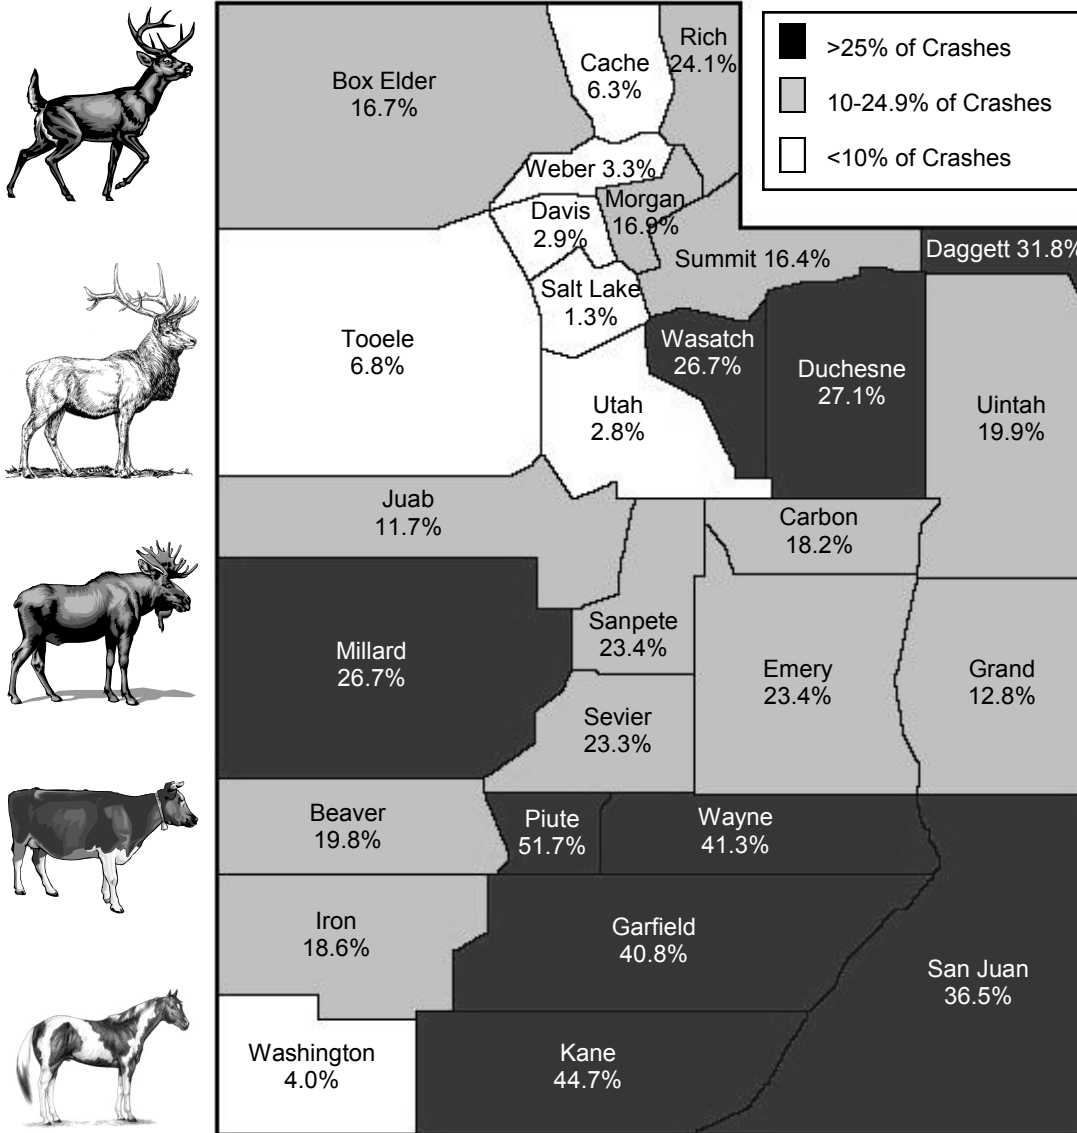 Box Elder
16.7%
Cache
6.3%
Rich
24.1%
>25% of Crashes
10-24.9% of Crashes
<10% of Crashes
Weber 3.3%
Morgan
16.9%
Davis
2.9%
Summit 16.4%
Daggett 31.8%
Salt Lake
1.3%
Tooele
6.8%
Wasatch
26.7%
Duchesne
27.1%
Uintah
19.9%
Utah
2.8%
Juab
11.7%
Carbon
18.2%
Sanpete
23.4%
Millard
26.7%
Emery
23.4%
Grand
12.8%
Sevier
23.3%
Beaver
19.8%
Piute
51.7%
Wayne
41.3%
Iron
18.6%
Garfield
40.8%
San Juan
36.5%
Washington
4.0%
Kane
44.7%